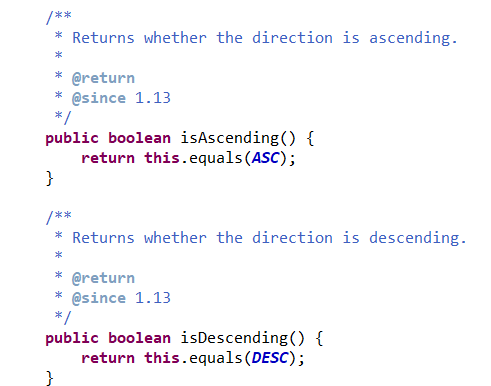 /**
 * Returns whether the direction is ascending.
 *
 * @return
 * @since 1.13
 */
public boolean isAscending() {
    return this.equals(ASC);
}

/**
 * Returns whether the direction is descending.
 *
 * @return
 * @since 1.13
 */
public boolean isDescending() {
    return this.equals(DESC);
}